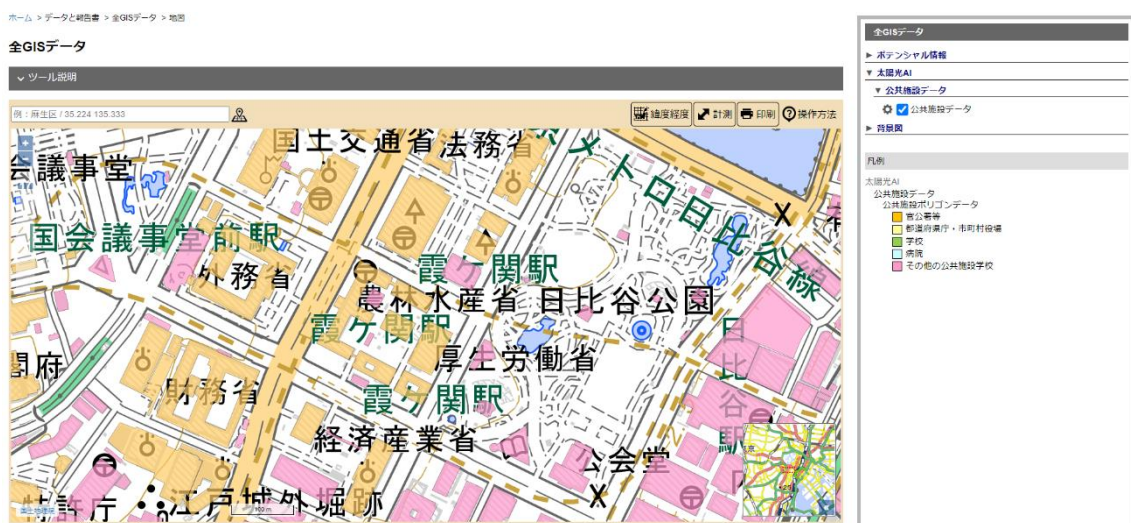 ホーム > データと報告書 > 全GISデータ > 地図
全GISデータ
ツール説明
例：麻生区 / 35.224 135.333
緯度経度
計測
印刷
操作方法
国土交通省
法務省
メトロ日比谷線
国会議事堂前駅
外務省
霞ケ関駅
農林水産省
日比谷公園
霞ケ関駅
厚生労働省
日比谷駅
財務省
霞ケ関駅
経済産業省
公会堂
特許庁
江戸城外堀跡
100 m
国土地理院
全GISデータ
ポテンシャル情報
太陽光AI
公共施設データ
公共施設データ
背景図
凡例
太陽光AI
公共施設データ
公共施設ポリゴンデータ
官公署等
都道府県庁・市町村役場
学校
病院
その他の公共施設学校